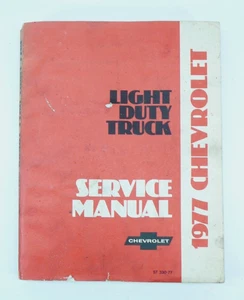 LIGHT
DUTY
TRUCK
SERVICE
MANUAL
CHEVROLET
1977 CHEVROLET